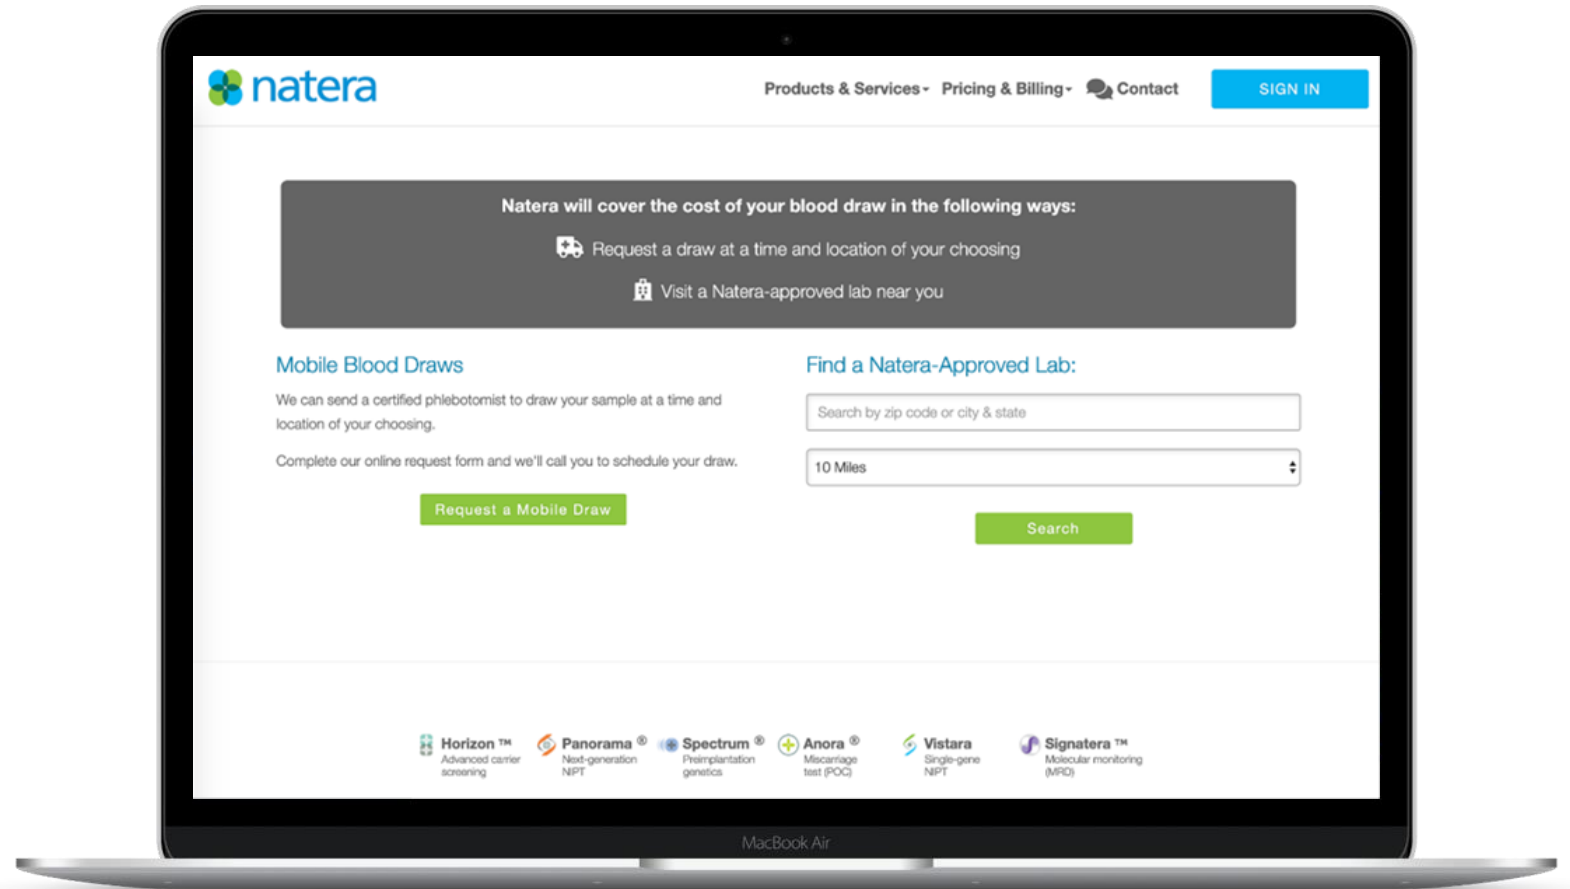 natera
Products & Services
Pricing & Billing
Contact
SIGN IN
Natera will cover the cost of your blood draw in the following ways:
Request a draw at a time and location of your choosing
Visit a Natera-approved lab near you
Mobile Blood Draws
We can send a certified phlebotomist to draw your sample at a time and
location of your choosing.
Complete our online request form and we'll call you to schedule your draw.
Request a Mobile Draw
Find a Natera-Approved Lab:
Search by zip code or city & state
10 Miles
Search
Horizon ™
Advanced carrier
screening
Panorama ®
Next-generation
NIPT
Spectrum ®
Preimplantation
genetics
Anora ®
Miscarriage
test (POC)
Vistara
Single-gene
NIPT
Signatera ™
Molecular monitoring
(MRD)
MacBook Air